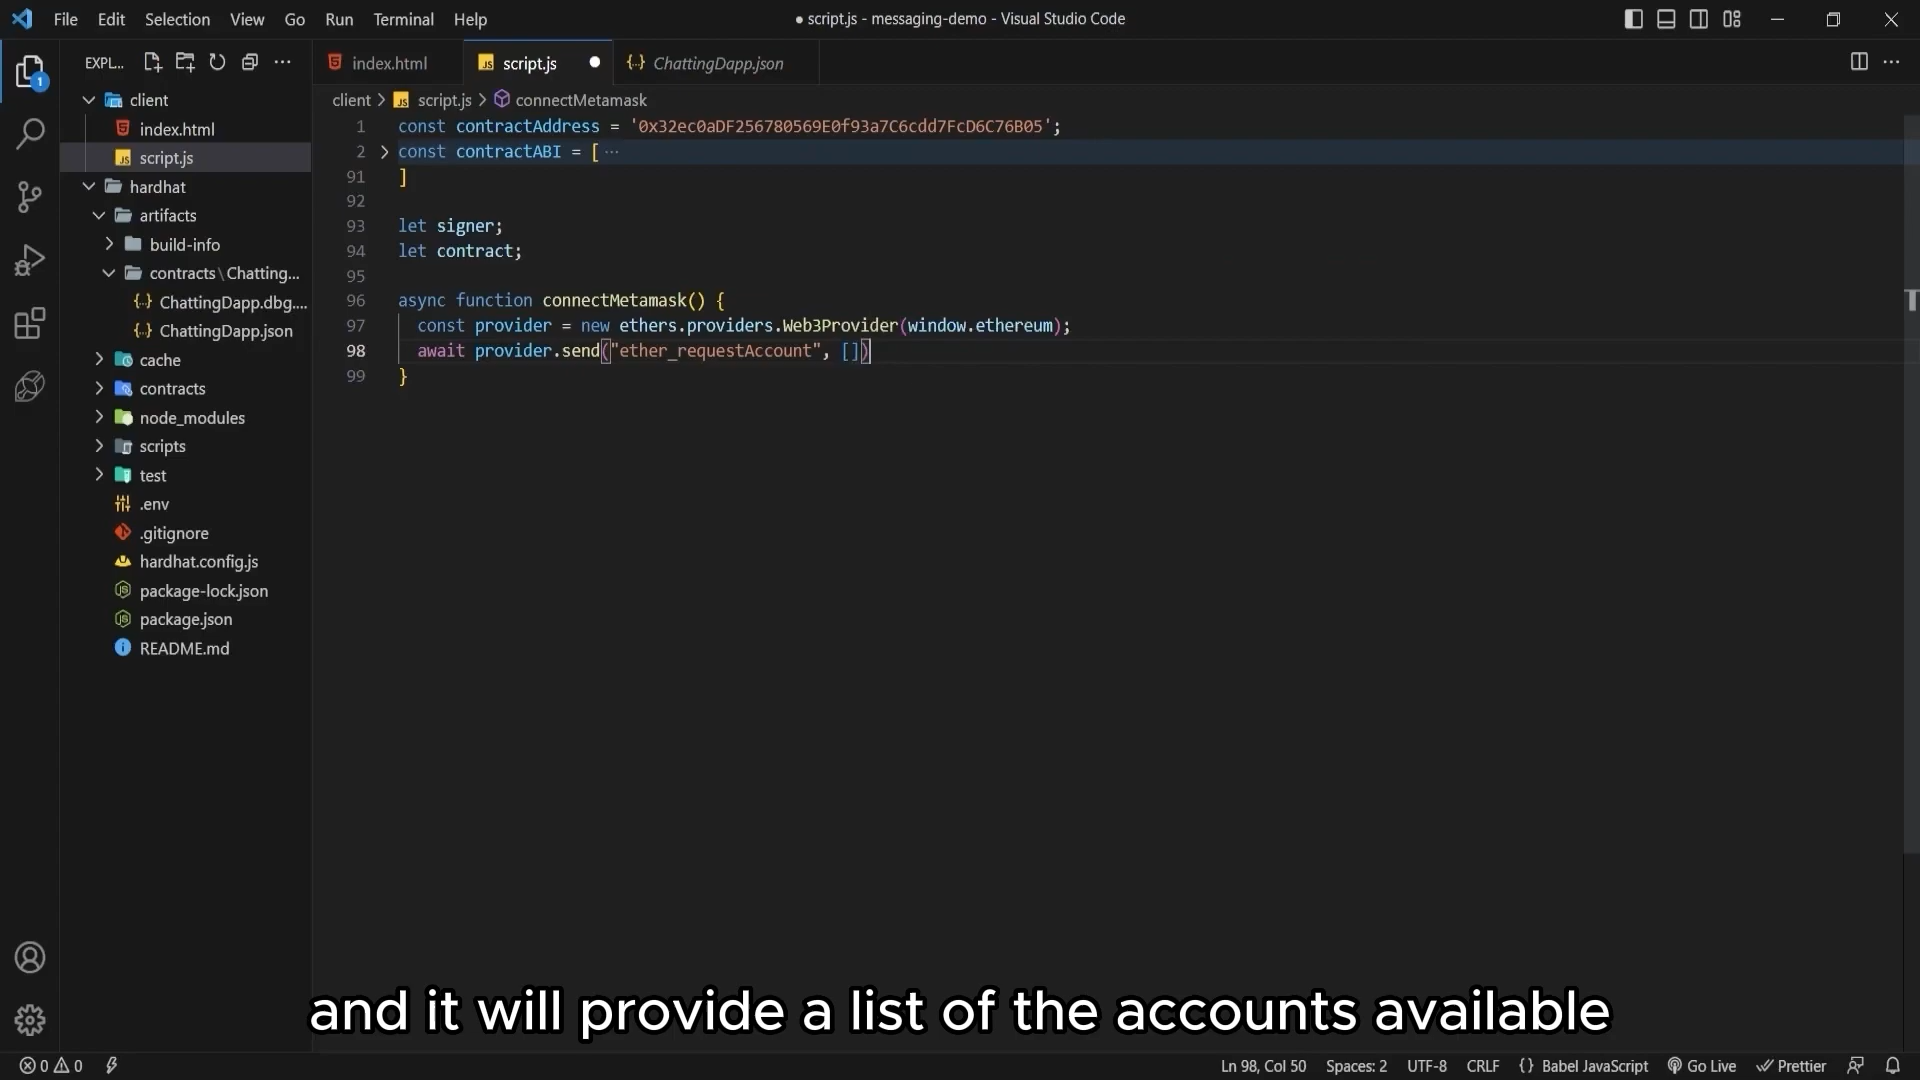 File Edit Selection View Go Run Terminal Help
● script.js - messaging-demo - Visual Studio Code
EXPL...
index.html
script.js
ChattingDapp.json
client > script.js > connectMetamask
1
client
index.html
script.js
hardhat
artifacts
build-info
contracts\Chatting...
ChattingDapp.dbg....
ChattingDapp.json
cache
contracts
node_modules
scripts
test
.env
.gitignore
hardhat.config.js
package-lock.json
package.json
README.md
1 const contractAddress = '0x32ec0aDF256780569E0f93a7C6cdd7FcD6C76B05';
2 const contractABI = [ ···
91 ]
92
93 let signer;
94 let contract;
95
96 async function connectMetamask() {
97 const provider = new ethers.providers.Web3Provider(window.ethereum);
98 await provider.send("ether_requestAccount", [])
99 }
and it will provide a list of the accounts available
0 0
Ln 98, Col 50 Spaces: 2 UTF-8 CRLF {} Babel JavaScript Go Live Prettier